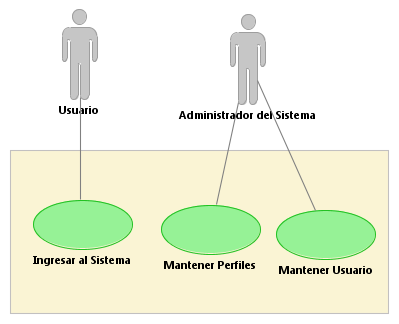 Usuario
Administrador del Sistema
Ingresar al Sistema
Mantener Perfiles
Mantener Usuario